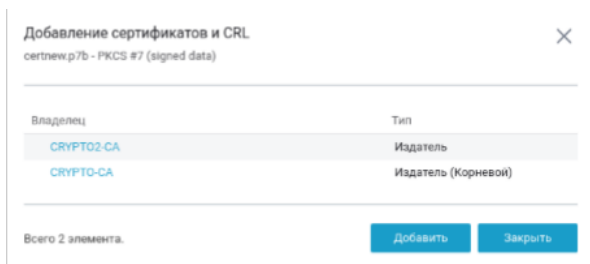 Добавление сертификатов и CRL
certnew.p7b - PKCS #7 (signed data)
Владелец Тип
CRYPTO2-CA Издатель
CRYPTO-CA Издатель (Корневой)
Всего 2 элемента. Добавить Закрыть